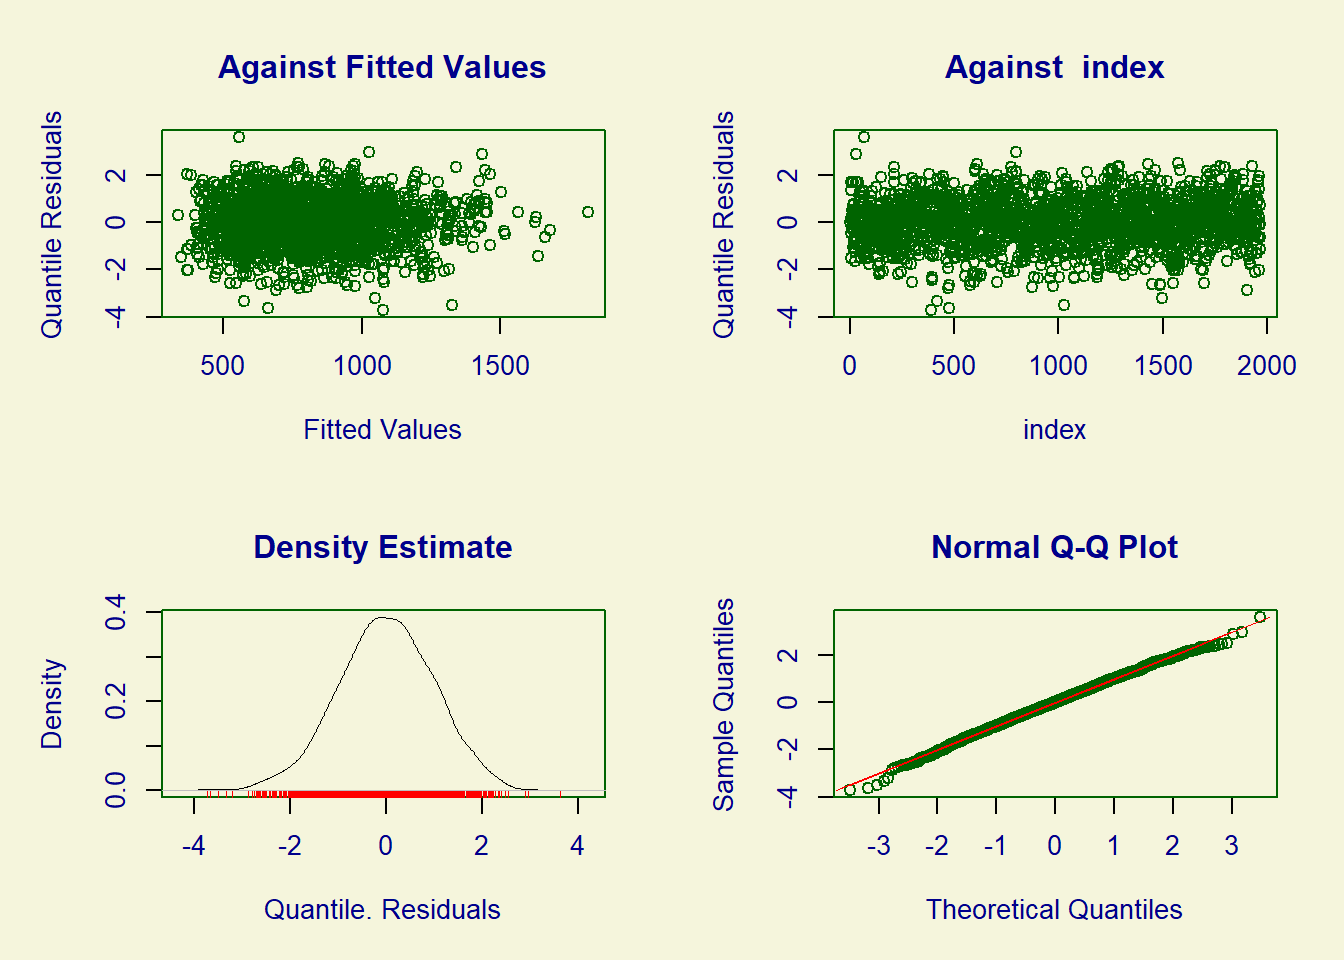 Against Fitted Values
Quantile Residuals
-4 -2 0 2
500 1000 1500
Fitted Values
Against  index
Quantile Residuals
-4 -2 0 2
0 500 1000 1500 2000
index
Density Estimate
Density
0.0 0.2 0.4
-4 -2 0 2 4
Quantile. Residuals
Normal Q-Q Plot
Sample Quantiles
-4 -2 0 2
-3 -2 -1 0 1 2 3
Theoretical Quantiles